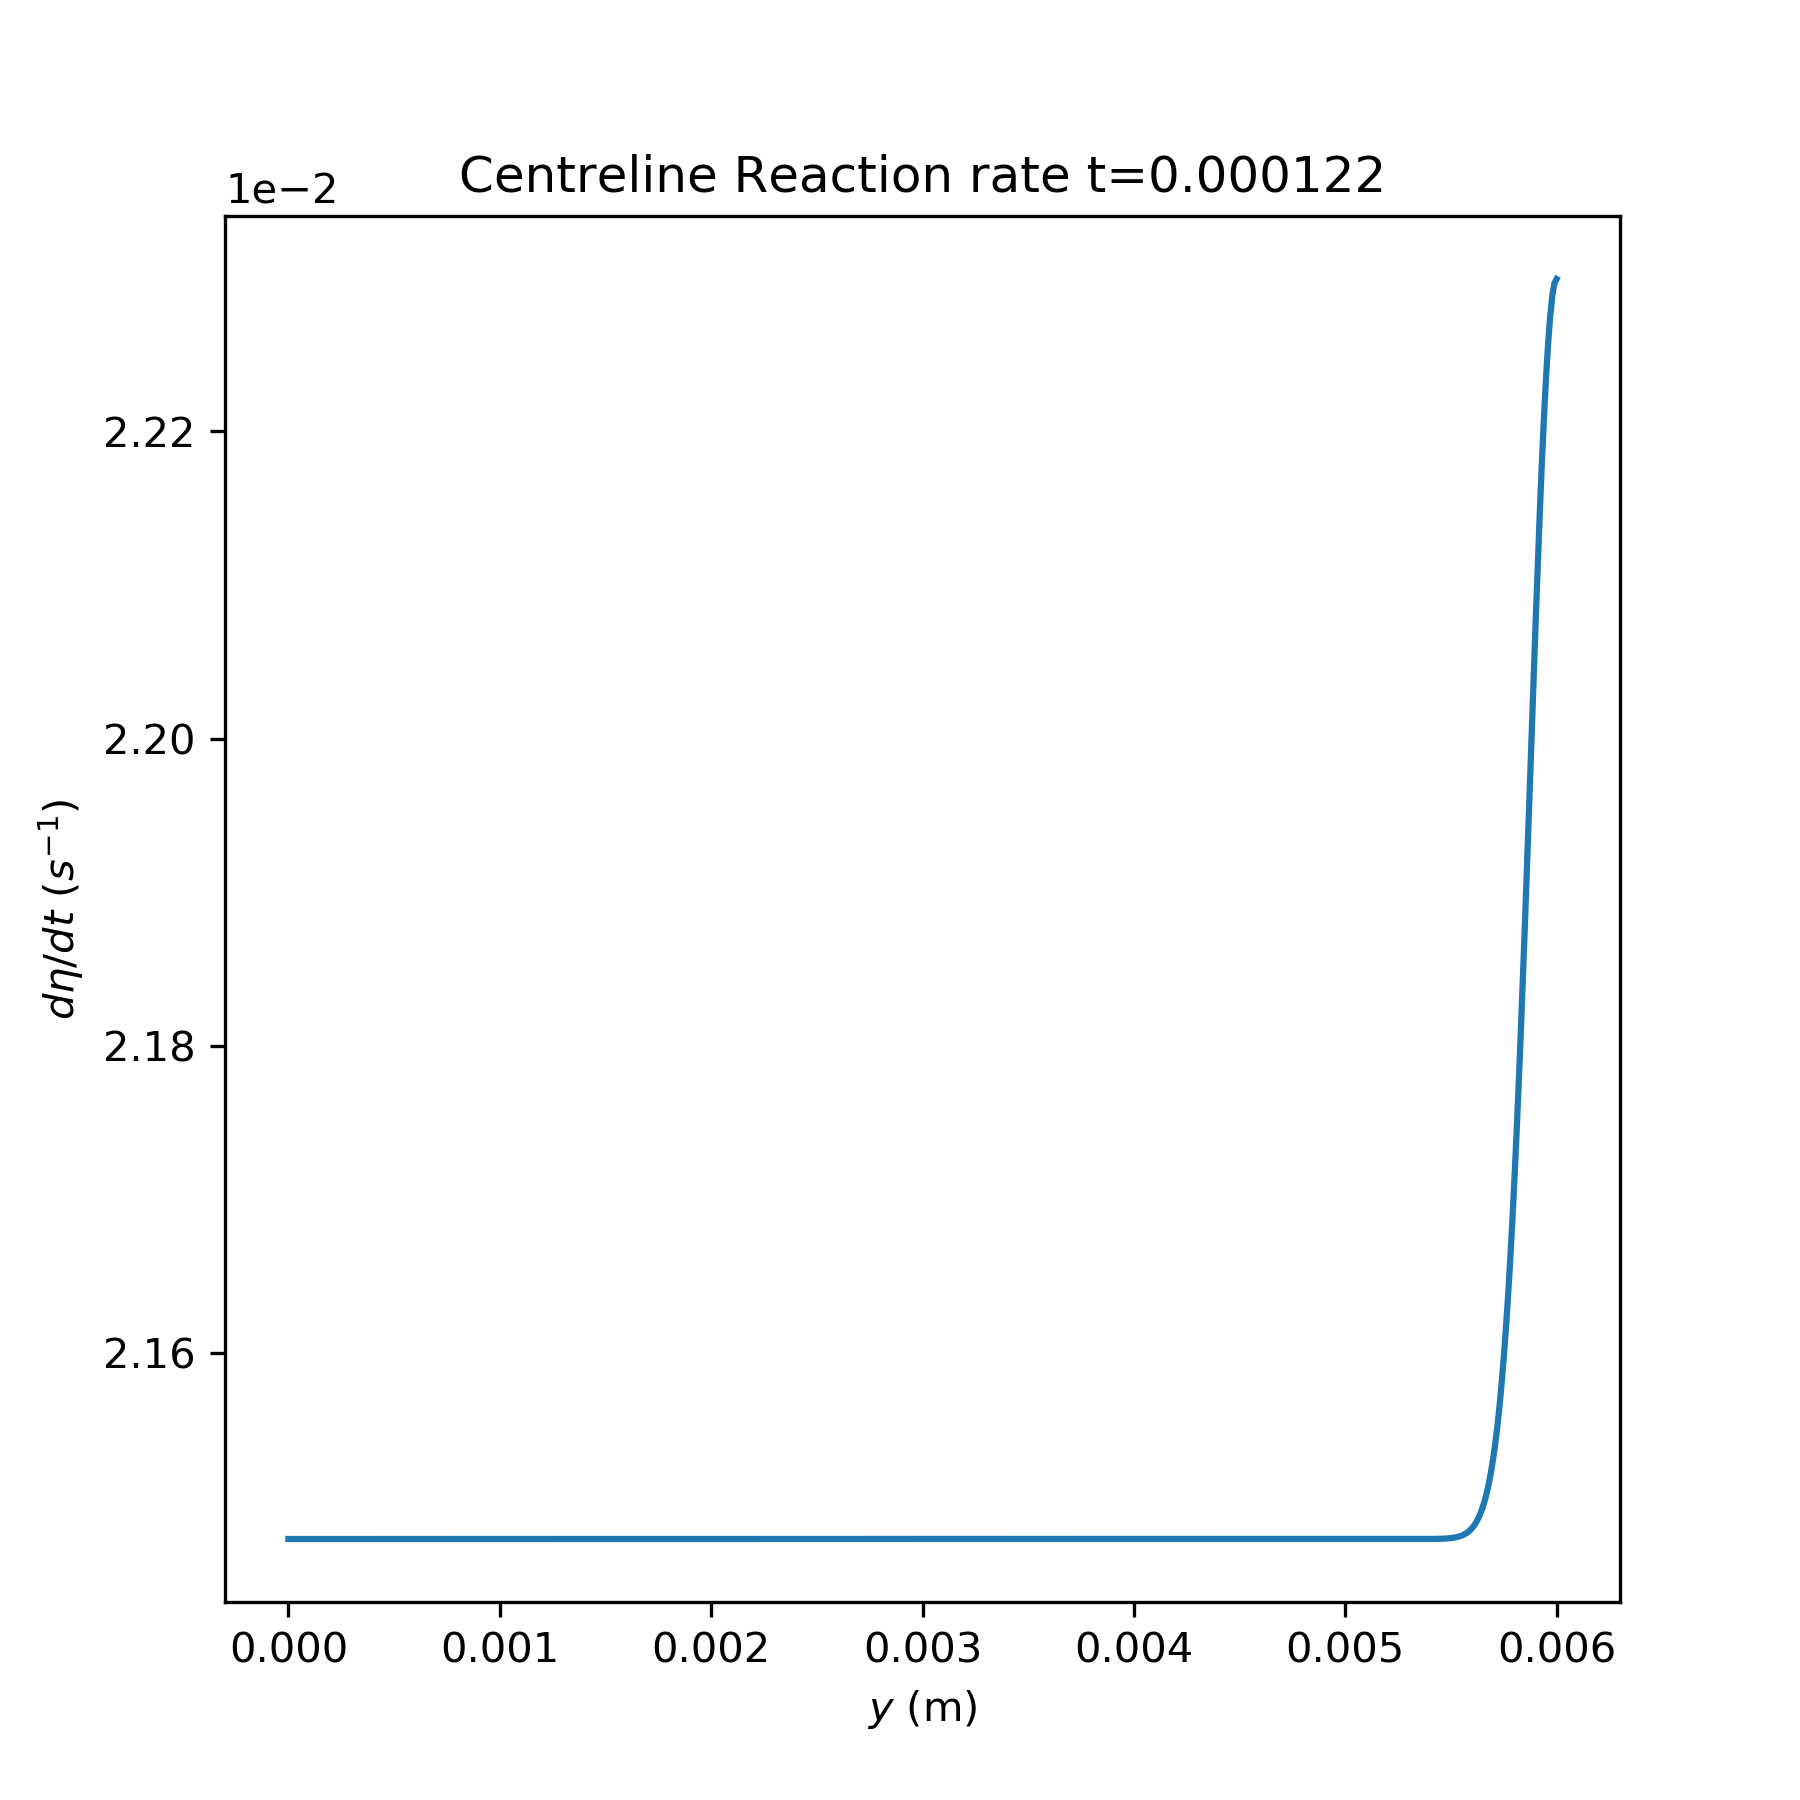 Centreline Reaction rate t=0.000122
1e−2
2.22
2.20
2.18
2.16
dη/dt (s⁻¹)
0.000 0.001 0.002 0.003 0.004 0.005 0.006
y (m)